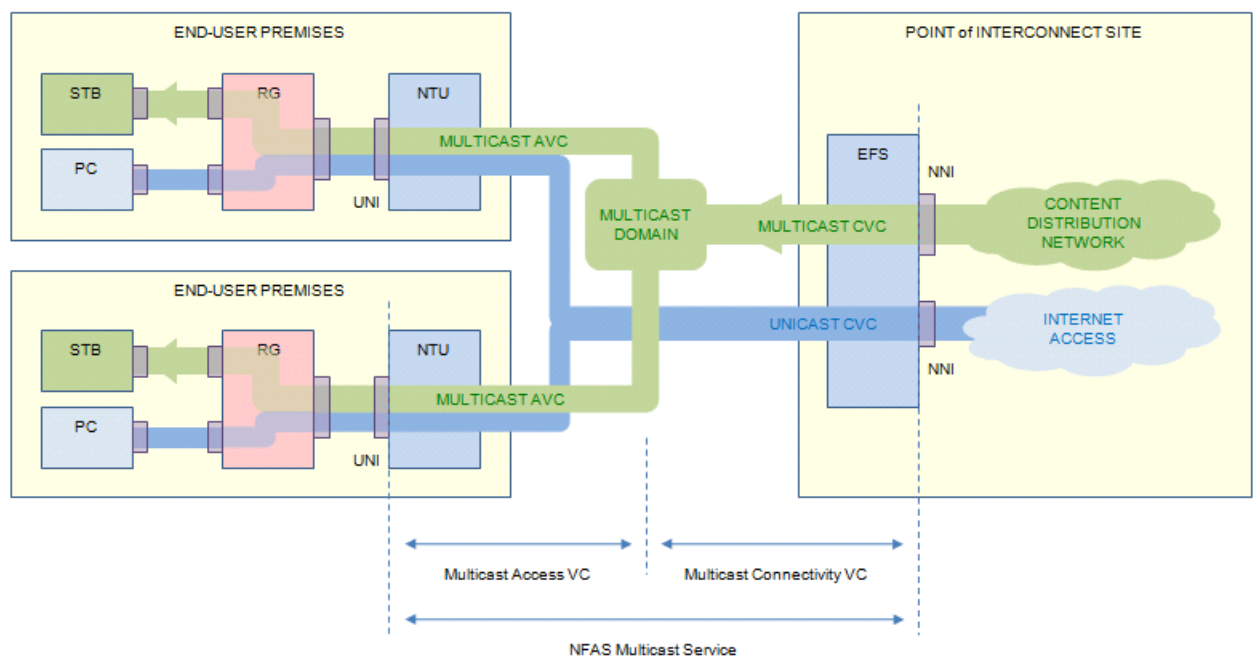 END-USER PREMISES
STB
RG
NTU
MULTICAST AVC
PC
UNI
POINT of INTERCONNECT SITE
EFS
NNI
MULTICAST
DOMAIN
MULTICAST CVC
CONTENT
DISTRIBUTION
NETWORK
END-USER PREMISES
STB
RG
NTU
MULTICAST AVC
PC
UNI
UNICAST CVC
INTERNET
ACCESS
NNI
Multicast Access VC
Multicast Connectivity VC
NFAS Multicast Service